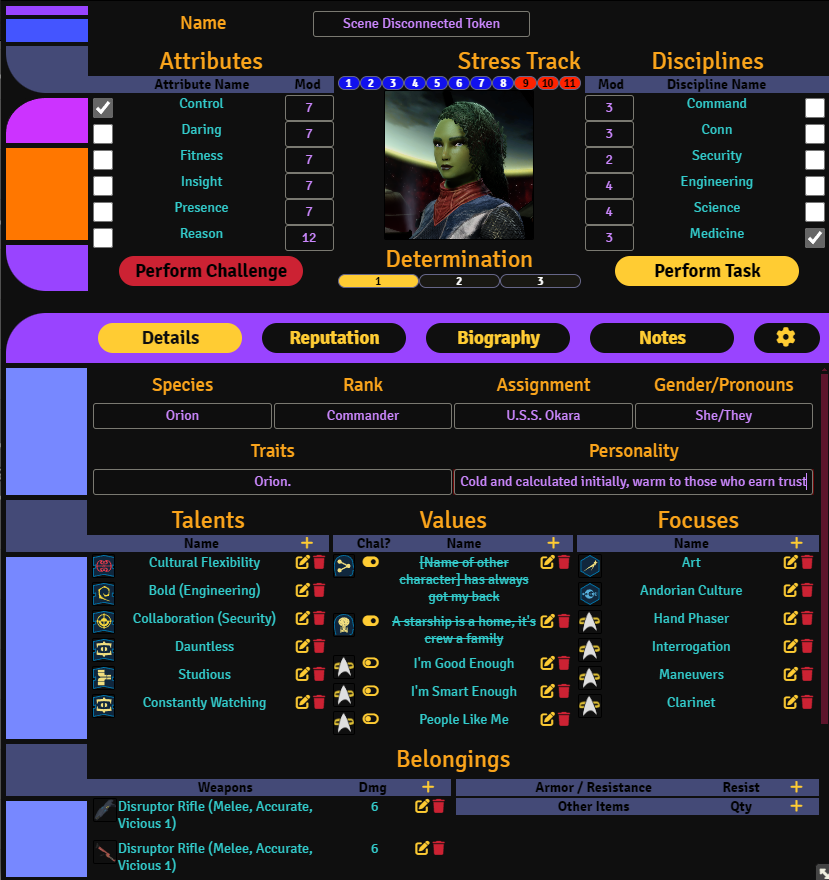 Name Scene Disconnected Token
Attributes Stress Track Disciplines
Attribute Name Mod 1 2 3 4 5 6 7 8 9 10 11 Mod Discipline Name
Control 7 3 Command
Daring 7 3 Conn
Fitness 7 2 Security
Insight 7 4 Engineering
Presence 7 4 Science
Reason 12 3 Medicine
Determination
Perform Challenge 1 2 3 Perform Task
Details Reputation Biography Notes
Species Rank Assignment Gender/Pronouns
Orion Commander U.S.S. Okara She/They
Traits Personality
Orion. Cold and calculated initially, warm to those who earn trust
Talents Values Focuses
Name + Chal? Name + Name +
Cultural Flexibility
Bold (Engineering)
Collaboration (Security)
Dauntless
Studious
Constantly Watching
[Name of other
character] has always
got my back
A starship is a home, it's
crew a family
I'm Good Enough
I'm Smart Enough
People Like Me
Art
Andorian Culture
Hand Phaser
Interrogation
Maneuvers
Clarinet
Belongings
Weapons Dmg + Armor / Resistance Resist +
Other Items Qty +
Disruptor Rifle (Melee, Accurate, 6
Vicious 1)
Disruptor Rifle (Melee, Accurate, 6
Vicious 1)